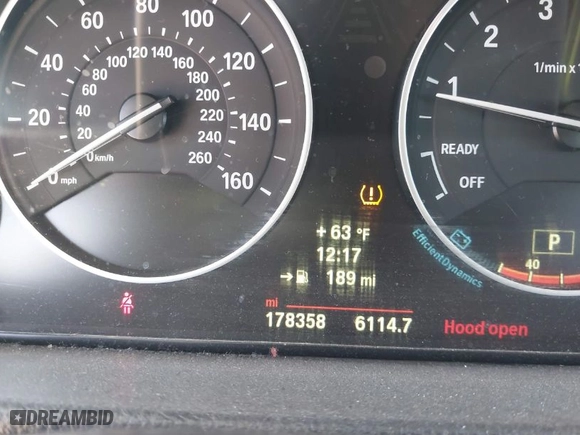 40 60 80 100 120 140 160
20
0 mph
0 km/h
20 40 60 80 100 120 140 160 180 200 220 240 260
1 2 3
1/min x 1
READY
OFF
+ 63 °F
12:17
→ 189 mi
EfficientDynamics
P
40
mi
178358 6114.7
Hood open
DREAMBID